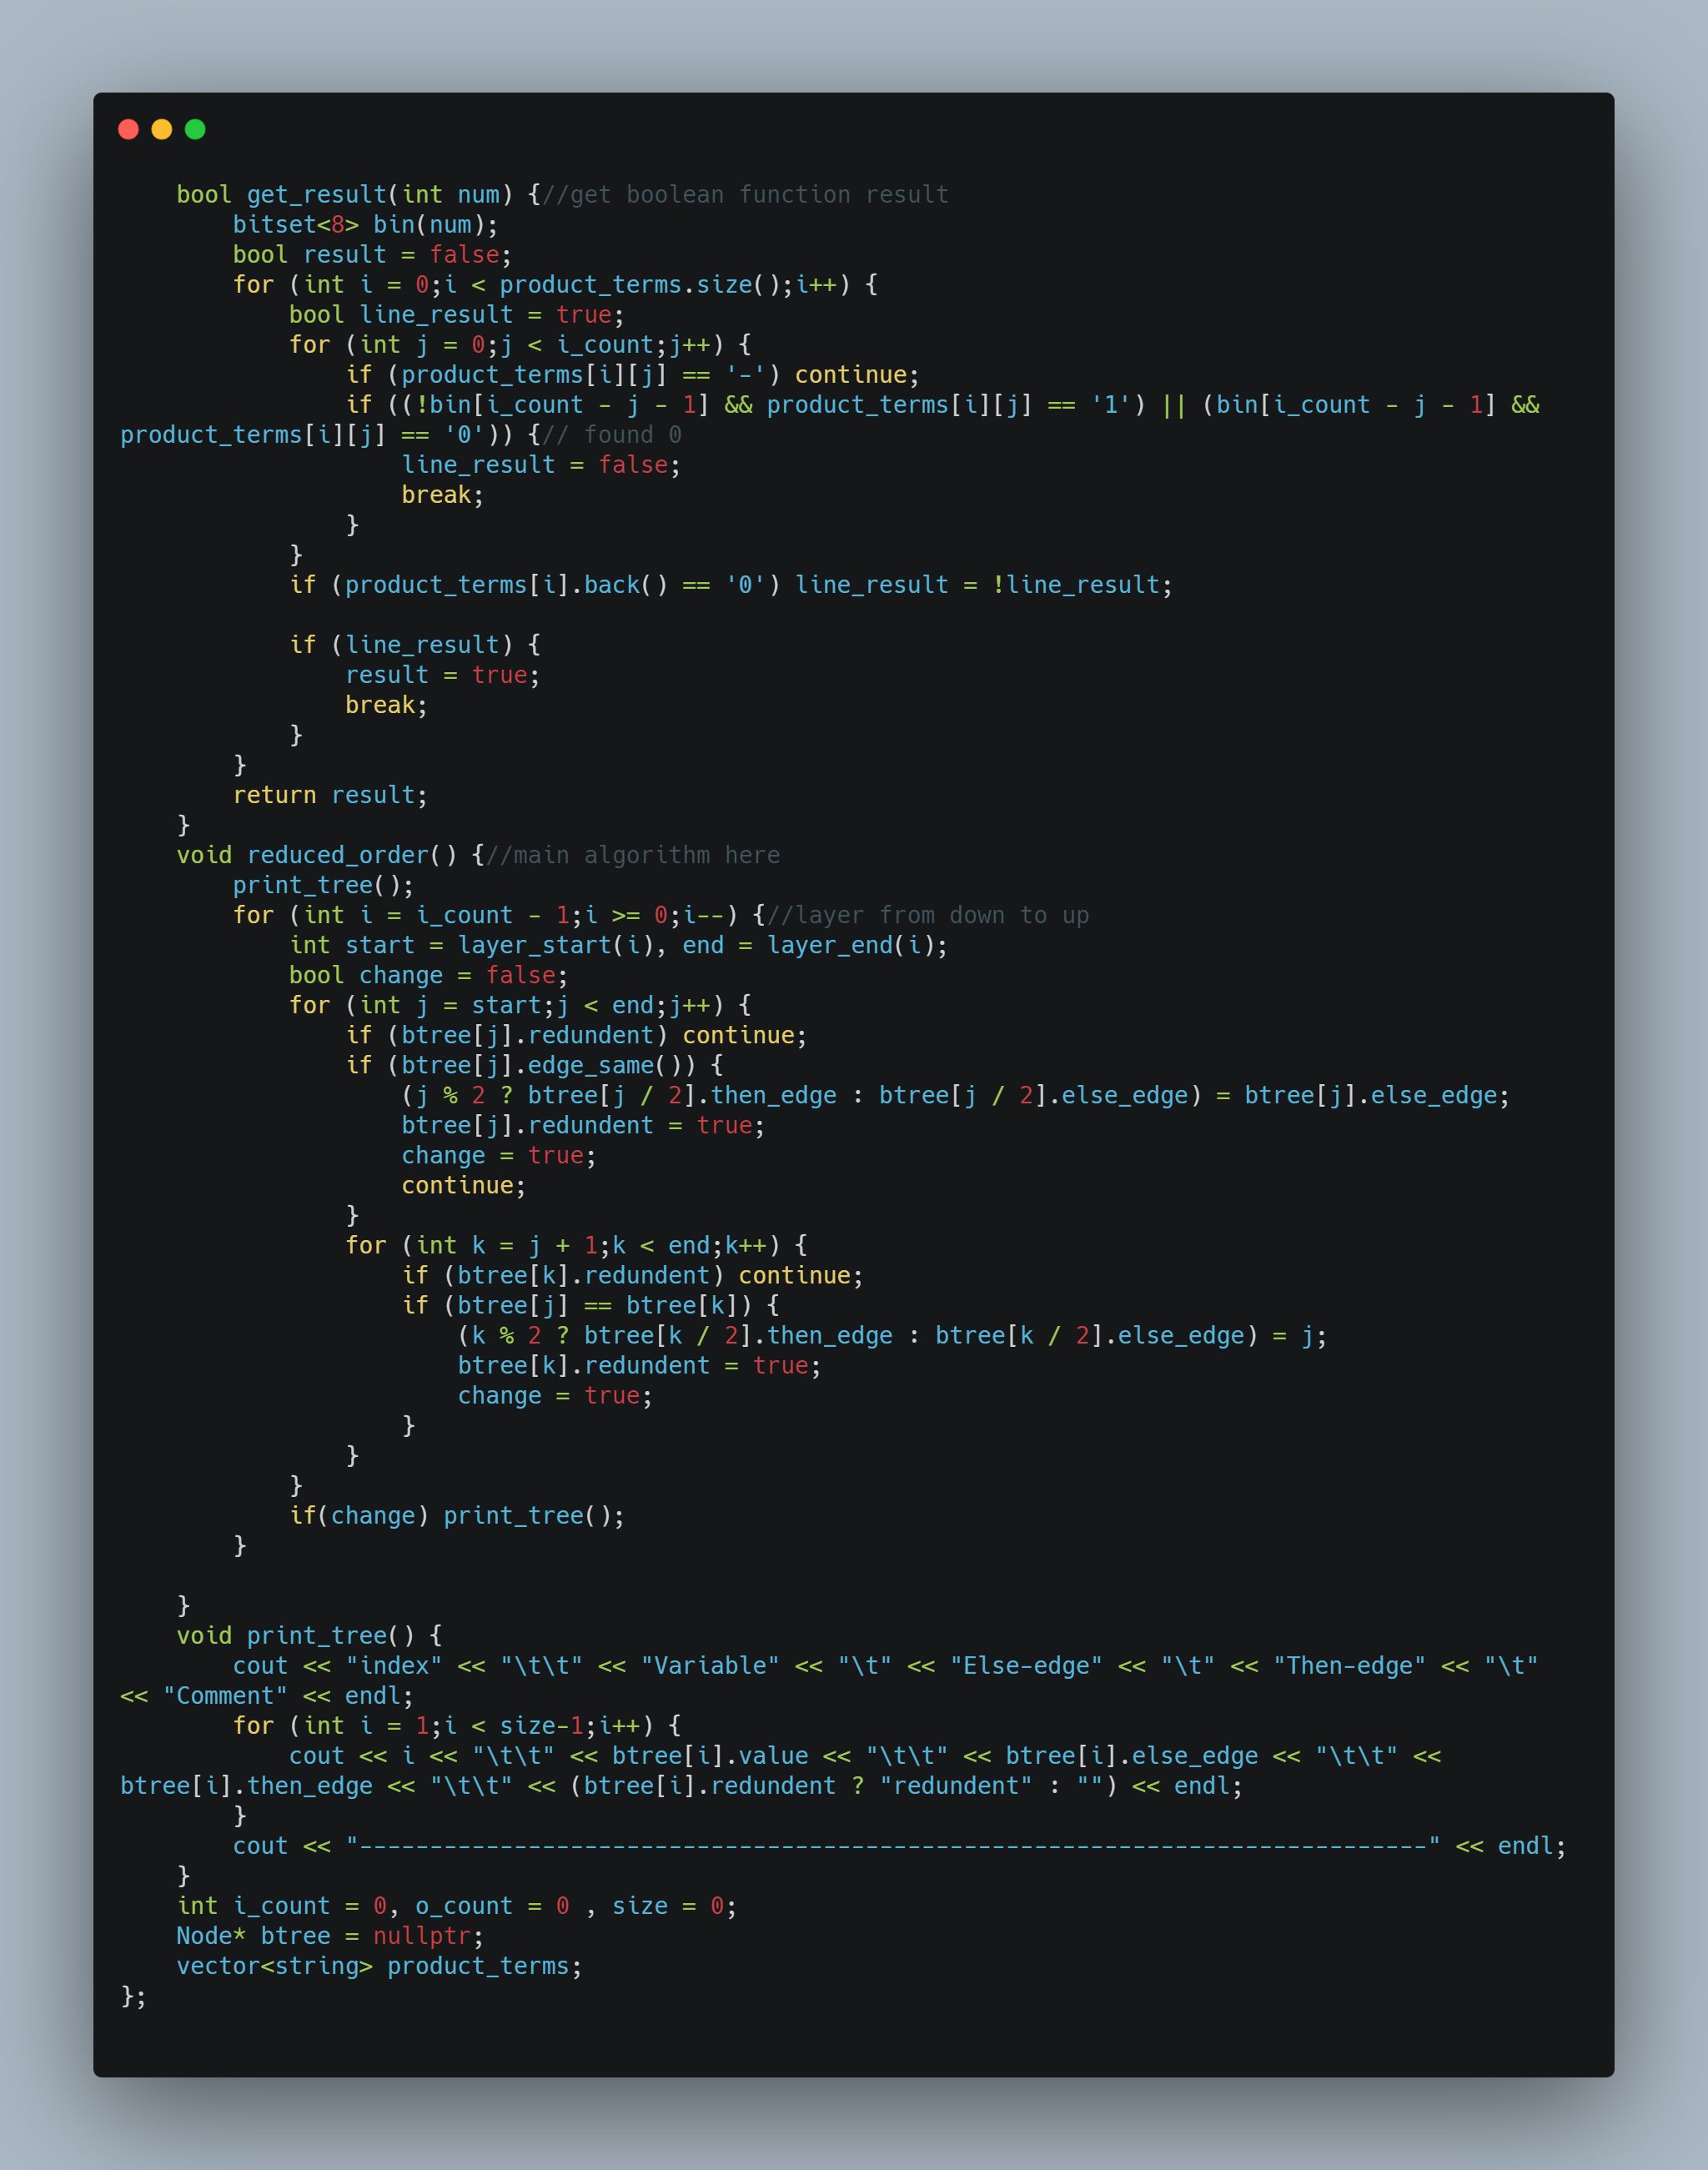 bool get_result(int num) {//get boolean function result
        bitset<8> bin(num);
        bool result = false;
        for (int i = 0;i < product_terms.size();i++) {
            bool line_result = true;
            for (int j = 0;j < i_count;j++) {
                if (product_terms[i][j] == '-') continue;
                if ((!bin[i_count - j - 1] && product_terms[i][j] == '1') || (bin[i_count - j - 1] &&
product_terms[i][j] == '0')) {// found 0
                    line_result = false;
                    break;
                }
            }
            if (product_terms[i].back() == '0') line_result = !line_result;

            if (line_result) {
                result = true;
                break;
            }
        }
        return result;
    }
    void reduced_order() {//main algorithm here
        print_tree();
        for (int i = i_count - 1;i >= 0;i--) {//layer from down to up
            int start = layer_start(i), end = layer_end(i);
            bool change = false;
            for (int j = start;j < end;j++) {
                if (btree[j].redundent) continue;
                if (btree[j].edge_same()) {
                    (j % 2 ? btree[j / 2].then_edge : btree[j / 2].else_edge) = btree[j].else_edge;
                    btree[j].redundent = true;
                    change = true;
                    continue;
                }
                for (int k = j + 1;k < end;k++) {
                    if (btree[k].redundent) continue;
                    if (btree[j] == btree[k]) {
                        (k % 2 ? btree[k / 2].then_edge : btree[k / 2].else_edge) = j;
                        btree[k].redundent = true;
                        change = true;
                    }
                }
            }
            if(change) print_tree();
        }

    }
    void print_tree() {
        cout << "index" << "\t\t" << "Variable" << "\t" << "Else-edge" << "\t" << "Then-edge" << "\t"
<< "Comment" << endl;
        for (int i = 1;i < size-1;i++) {
            cout << i << "\t\t" << btree[i].value << "\t\t" << btree[i].else_edge << "\t\t" <<
btree[i].then_edge << "\t\t" << (btree[i].redundent ? "redundent" : "") << endl;
        }
        cout << "----------------------------------------------------------------------------" << endl;
    }
    int i_count = 0, o_count = 0 , size = 0;
    Node* btree = nullptr;
    vector<string> product_terms;
};